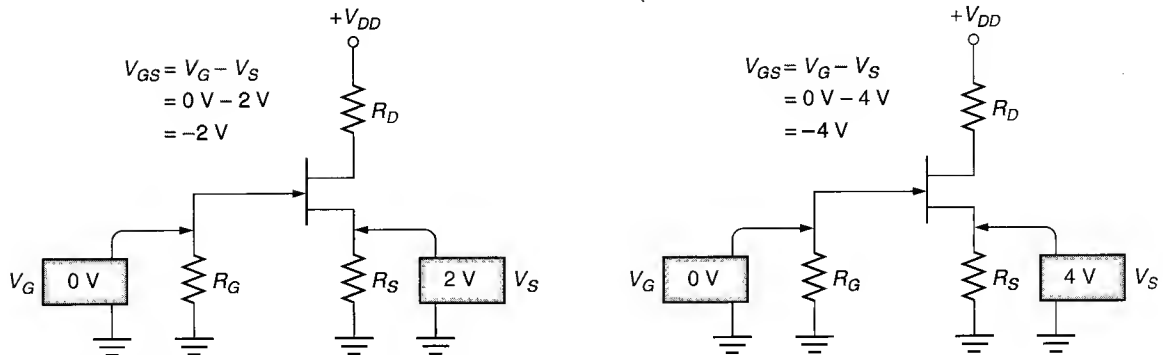 +V_DD
V_GS = V_G − V_S
= 0 V − 2 V
= −2 V
R_D
V_G
0 V
R_G
R_S
2 V
V_S
+V_DD
V_GS = V_G − V_S
= 0 V − 4 V
= −4 V
R_D
V_G
0 V
R_G
R_S
4 V
V_S